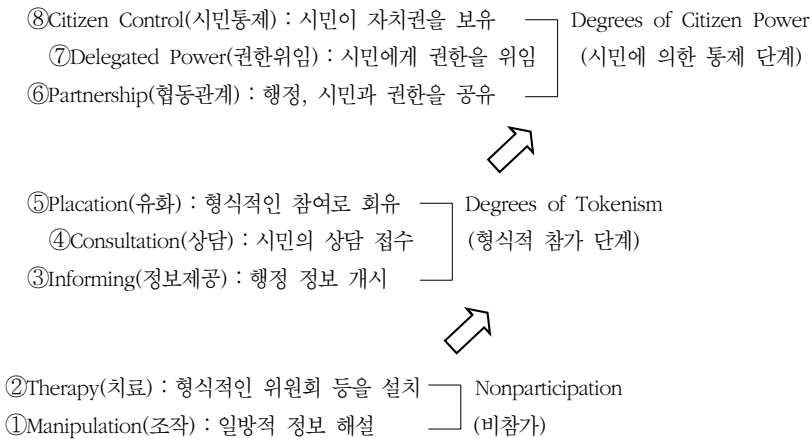 ⑧Citizen Control(시민통제) : 시민이 자치권을 보유 Degrees of Citizen Power
⑦Delegated Power(권한위임) : 시민에게 권한을 위임 (시민에 의한 통제 단계)
⑥Partnership(협동관계) : 행정, 시민과 권한을 공유
⑤Placation(유화) : 형식적인 참여로 회유 Degrees of Tokenism
④Consultation(상담) : 시민의 상담 접수 (형식적 참가 단계)
③Informing(정보제공) : 행정 정보 개시
②Therapy(치료) : 형식적인 위원회 등을 설치 Nonparticipation
①Manipulation(조작) : 일방적 정보 해설 (비참가)